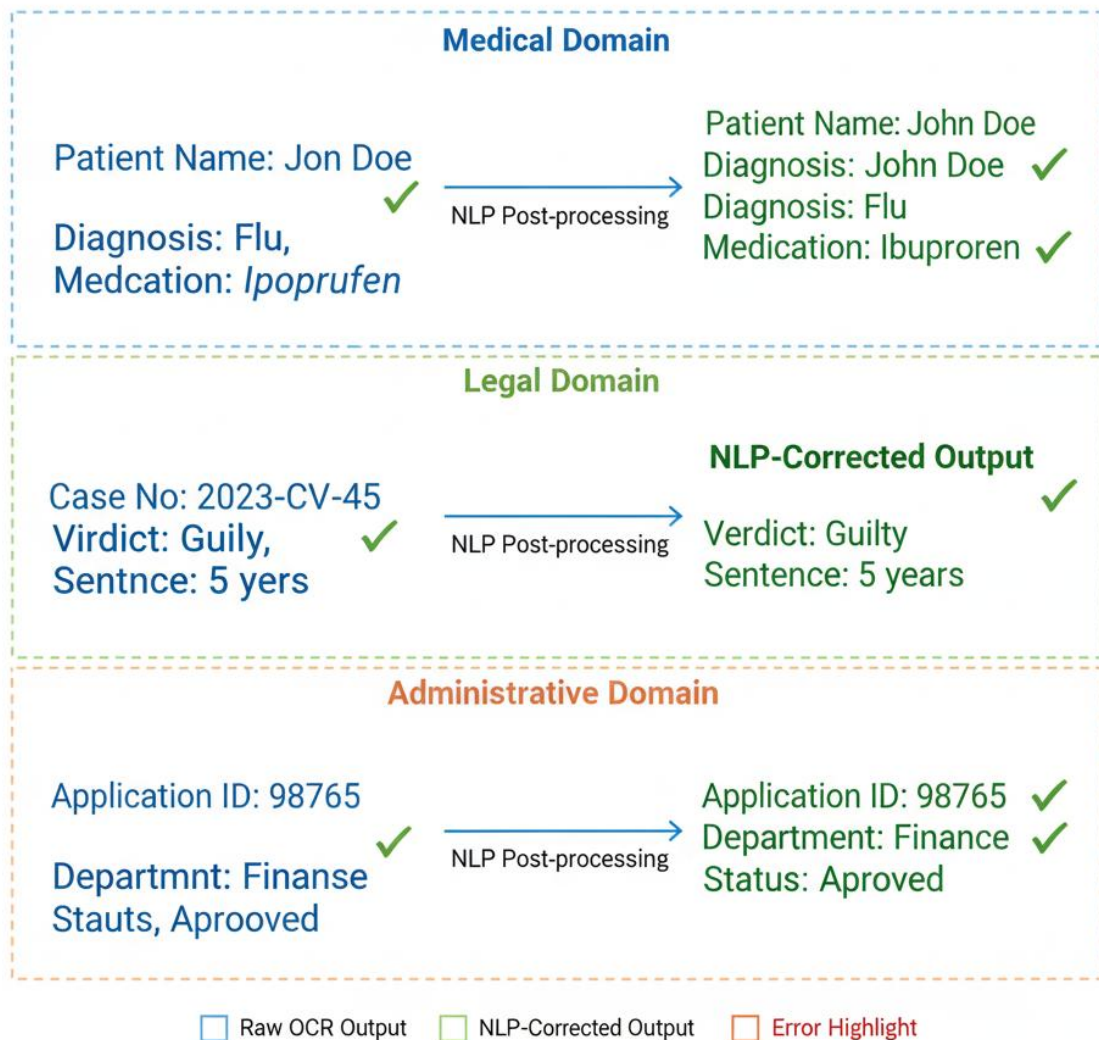 Medical Domain
Patient Name: Jon Doe
Diagnosis: Flu,
Medcation: Ipoprufen
NLP Post-processing
Patient Name: John Doe
Diagnosis: John Doe
Diagnosis: Flu
Medication: Ibuproren
Legal Domain
Case No: 2023-CV-45
Virdict: Guily,
Sentnce: 5 yers
NLP Post-processing
NLP-Corrected Output
Verdict: Guilty
Sentence: 5 years
Administrative Domain
Application ID: 98765
Departmnt: Finanse
Stauts, Aprooved
NLP Post-processing
Application ID: 98765
Department: Finance
Status: Aproved
Raw OCR Output NLP-Corrected Output Error Highlight